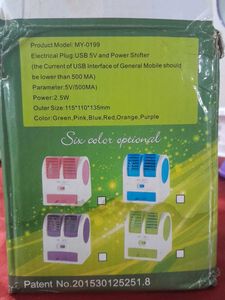 Product Model: MY-0199
Electrical Plug: USB 5V and Power Shifter
(the Current of USB Interface of General Mobile should
be lower than 500 MA)
Parameter:5V/500MA)
Power:2.5W
Outer Size:115*110*135mm
Color:Green,Pink,Blue,Red,Orange,Purple
Six color optional
Patent No.201530125251.8